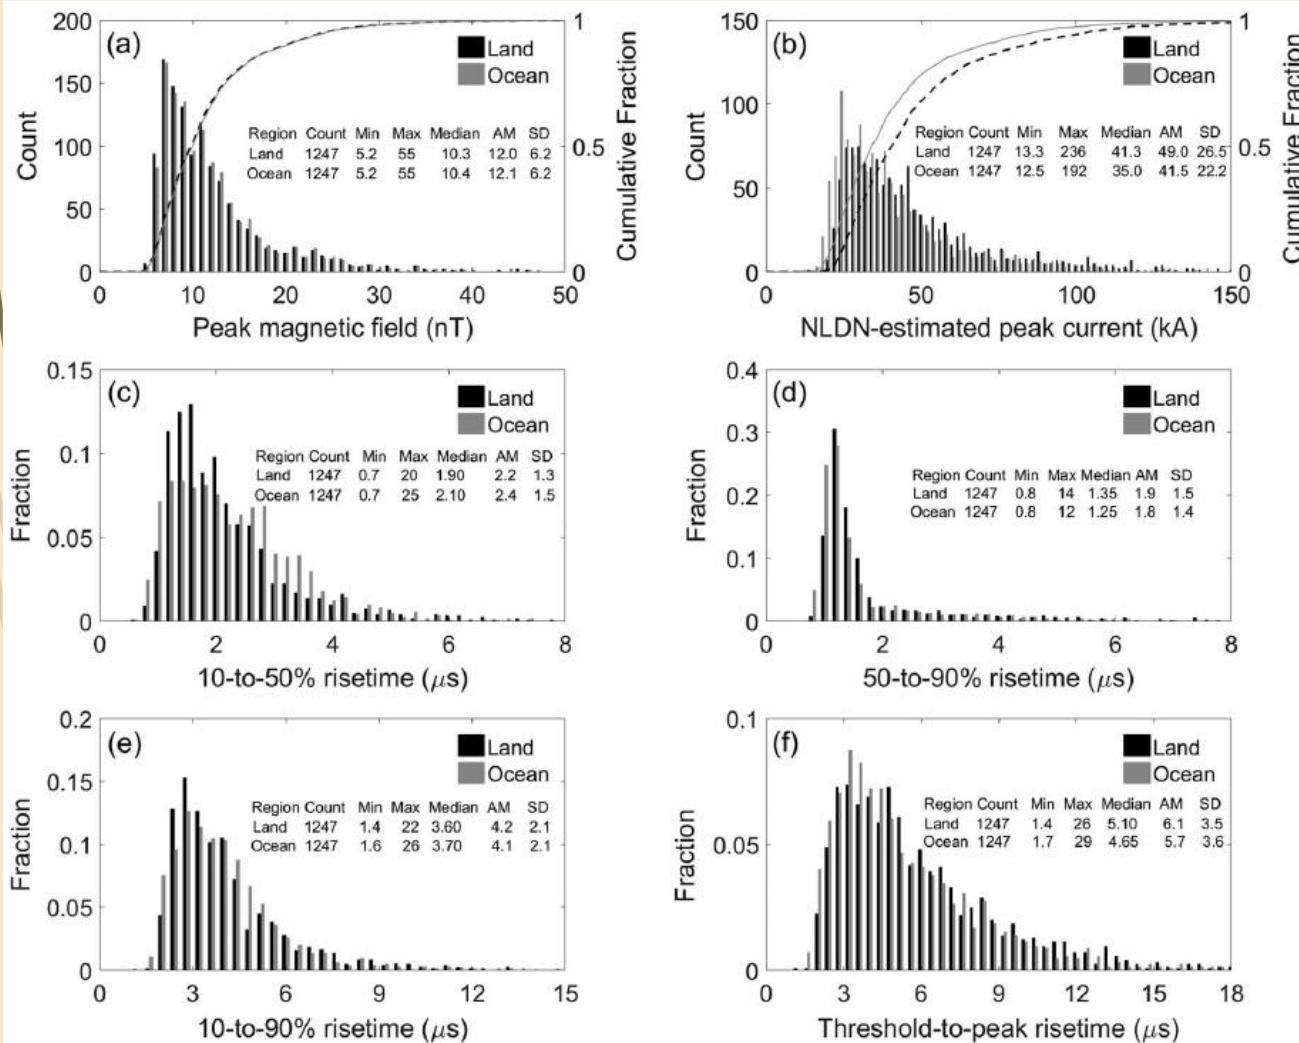 (a)
Land
Ocean
Region Count Min Max Median AM SD
Land 1247 5.2 55 10.3 12.0 6.2
Ocean 1247 5.2 55 10.4 12.1 6.2
200
150
100
50
0
Count
1
0.5
0
Cumulative Fraction
0 10 20 30 40 50
Peak magnetic field (nT)
(b)
Land
Ocean
Region Count Min Max Median AM SD
Land 1247 13.3 236 41.3 49.0 26.5
Ocean 1247 12.5 192 35.0 41.5 22.2
150
100
50
0
Count
1
0.5
0
Cumulative Fraction
0 50 100 150
NLDN-estimated peak current (kA)
(c)
Land
Ocean
Region Count Min Max Median AM SD
Land 1247 0.7 20 1.90 2.2 1.3
Ocean 1247 0.7 25 2.10 2.4 1.5
0.15
0.1
0.05
0
Fraction
0 2 4 6 8
10-to-50% risetime (μs)
(d)
Land
Ocean
Region Count Min Max Median AM SD
Land 1247 0.8 14 1.35 1.9 1.5
Ocean 1247 0.8 12 1.25 1.8 1.4
0.4
0.3
0.2
0.1
0
Fraction
0 2 4 6 8
50-to-90% risetime (μs)
(e)
Land
Ocean
Region Count Min Max Median AM SD
Land 1247 1.4 22 3.60 4.2 2.1
Ocean 1247 1.6 26 3.70 4.1 2.1
0.2
0.15
0.1
0.05
0
Fraction
0 3 6 9 12 15
10-to-90% risetime (μs)
(f)
Land
Ocean
Region Count Min Max Median AM SD
Land 1247 1.4 26 5.10 6.1 3.5
Ocean 1247 1.7 29 4.65 5.7 3.6
0.1
0.05
0
Fraction
0 3 6 9 12 15 18
Threshold-to-peak risetime (μs)